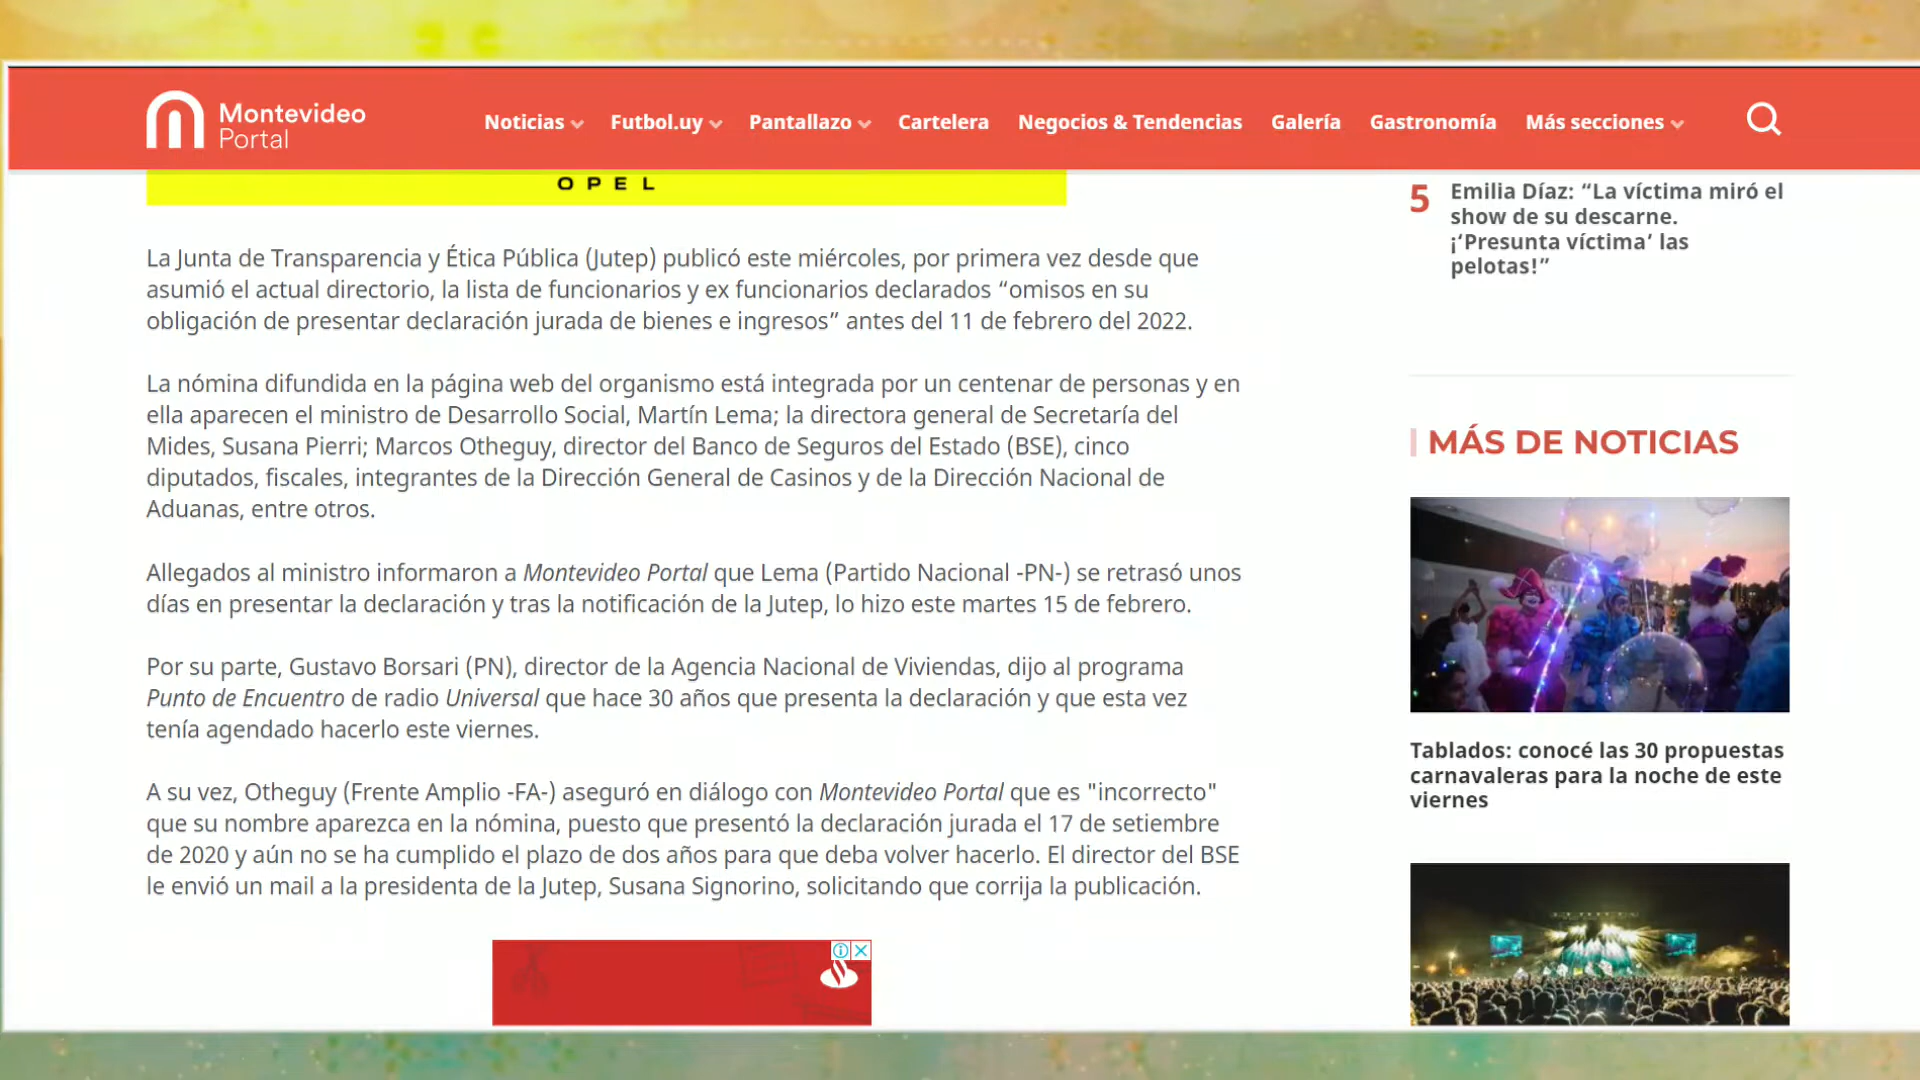 Montevideo
Portal
Noticias
Futbol.uy
Pantallazo
Cartelera
Negocios & Tendencias
Galería
Gastronomía
Más secciones
OPEL
La Junta de Transparencia y Ética Pública (Jutep) publicó este miércoles, por primera vez desde que
asumió el actual directorio, la lista de funcionarios y ex funcionarios declarados “omisos en su
obligación de presentar declaración jurada de bienes e ingresos” antes del 11 de febrero del 2022.
La nómina difundida en la página web del organismo está integrada por un centenar de personas y en
ella aparecen el ministro de Desarrollo Social, Martín Lema; la directora general de Secretaría del
Mides, Susana Pierri; Marcos Otheguy, director del Banco de Seguros del Estado (BSE), cinco
diputados, fiscales, integrantes de la Dirección General de Casinos y de la Dirección Nacional de
Aduanas, entre otros.
Allegados al ministro informaron a Montevideo Portal que Lema (Partido Nacional -PN-) se retrasó unos
días en presentar la declaración y tras la notificación de la Jutep, lo hizo este martes 15 de febrero.
Por su parte, Gustavo Borsari (PN), director de la Agencia Nacional de Viviendas, dijo al programa
Punto de Encuentro de radio Universal que hace 30 años que presenta la declaración y que esta vez
tenía agendado hacerlo este viernes.
A su vez, Otheguy (Frente Amplio -FA-) aseguró en diálogo con Montevideo Portal que es "incorrecto"
que su nombre aparezca en la nómina, puesto que presentó la declaración jurada el 17 de setiembre
de 2020 y aún no se ha cumplido el plazo de dos años para que deba volver hacerlo. El director del BSE
le envió un mail a la presidenta de la Jutep, Susana Signorino, solicitando que corrija la publicación.
5
Emilia Díaz: “La víctima miró el
show de su descarne.
¡‘Presunta víctima’ las
pelotas!”
MÁS DE NOTICIAS
Tablados: conocé las 30 propuestas
carnavaleras para la noche de este
viernes